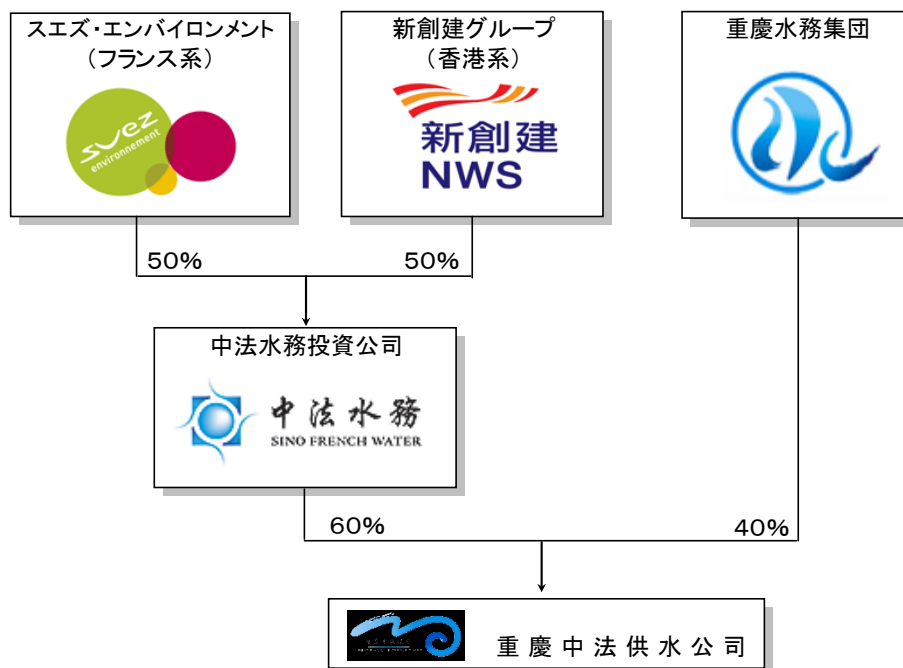 スエズ・エンバイロンメント
(フランス系)
suez
environnement
新創建グループ
(香港系)
新創建
NWS
重慶水務集団
50%
50%
中法水務投資公司
中法水務
SINO FRENCH WATER
60%
40%
重慶中法供水公司